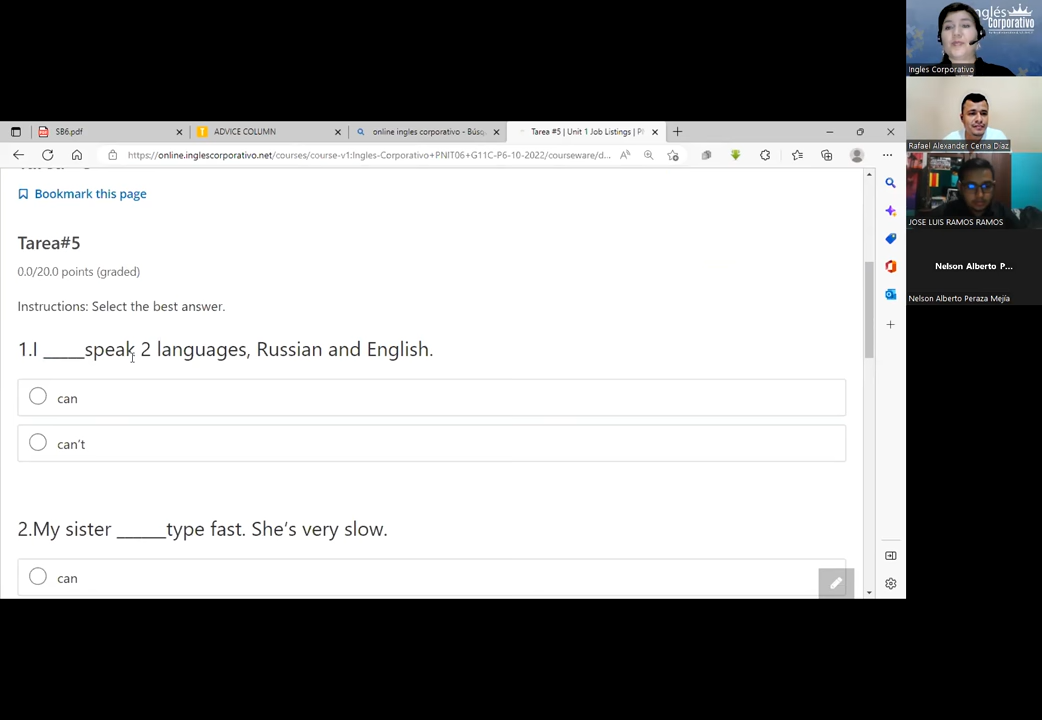 SB6.pdf
ADVICE COLUMN
online ingles corporativo - Búsq
Tarea #5 | Unit 1 Job Listings | P
https://online.inglescorporativo.net/courses/course-v1:Ingles-Corporativo+PNIT06+G11C-P6-10-2022/courseware/d...
Bookmark this page
Tarea#5
0.0/20.0 points (graded)
Instructions: Select the best answer.
1.I _____speak 2 languages, Russian and English.
can
can't
2.My sister ______type fast. She's very slow.
can
Inglés
Corporativo
Ingles Corporativo
Rafael Alexander Cerna Diaz
JOSE LUIS RAMOS RAMOS
Nelson Alberto P...
Nelson Alberto Peraza Mejía